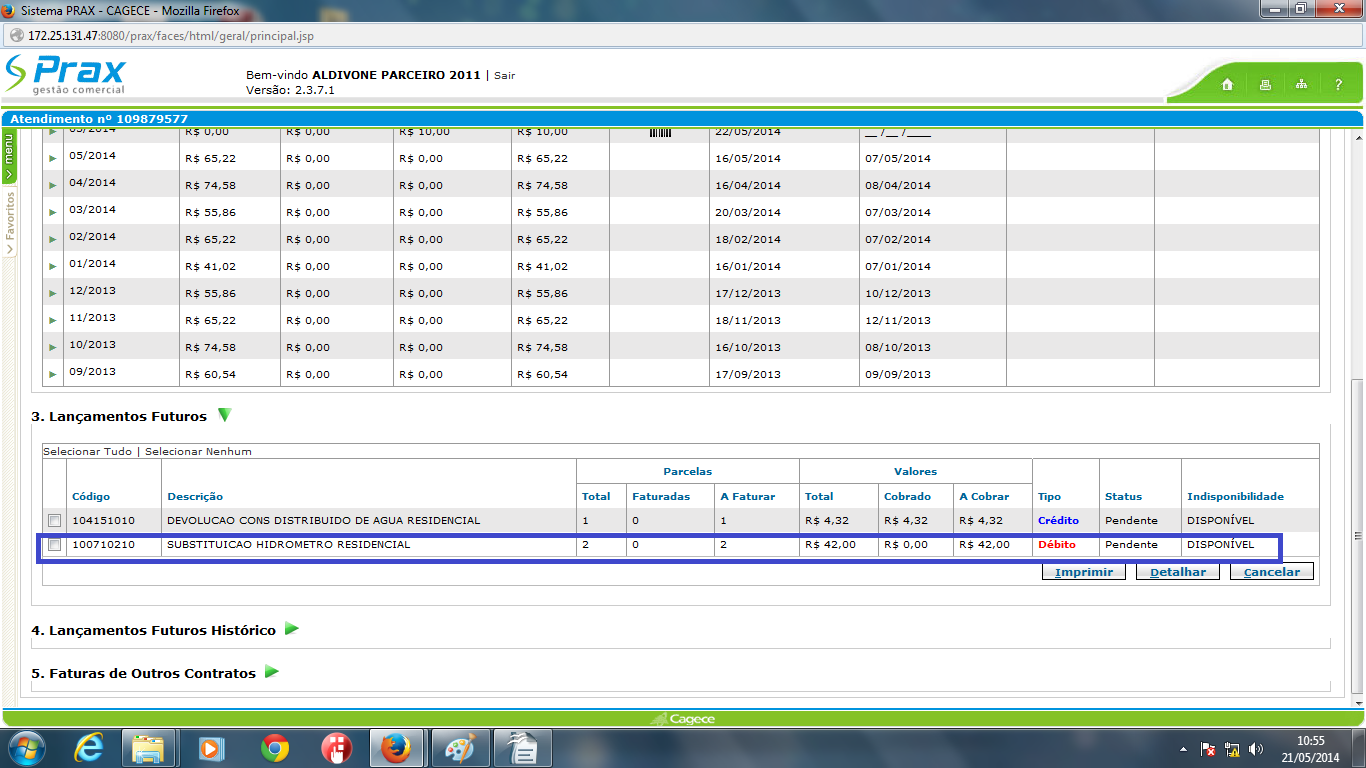 Sistema PRAX - CAGECE - Mozilla Firefox
172.25.131.47:8080/prax/faces/html/geral/principal.jsp
Prax
gestão comercial
Bem-vindo ALDIVONE PARCEIRO 2011 | Sair
Versão: 2.3.7.1
?
Atendimento nº 109879577
menu
Favoritos
05/2014 R$ 0,00 R$ 0,00 R$ 10,00 R$ 10,00 22/05/2014 __ /__ /____
05/2014 R$ 65,22 R$ 0,00 R$ 0,00 R$ 65,22 16/05/2014 07/05/2014
04/2014 R$ 74,58 R$ 0,00 R$ 0,00 R$ 74,58 16/04/2014 08/04/2014
03/2014 R$ 55,86 R$ 0,00 R$ 0,00 R$ 55,86 20/03/2014 07/03/2014
02/2014 R$ 65,22 R$ 0,00 R$ 0,00 R$ 65,22 18/02/2014 07/02/2014
01/2014 R$ 41,02 R$ 0,00 R$ 0,00 R$ 41,02 16/01/2014 07/01/2014
12/2013 R$ 55,86 R$ 0,00 R$ 0,00 R$ 55,86 17/12/2013 10/12/2013
11/2013 R$ 65,22 R$ 0,00 R$ 0,00 R$ 65,22 18/11/2013 12/11/2013
10/2013 R$ 74,58 R$ 0,00 R$ 0,00 R$ 74,58 16/10/2013 08/10/2013
09/2013 R$ 60,54 R$ 0,00 R$ 0,00 R$ 60,54 17/09/2013 09/09/2013
3. Lançamentos Futuros
Selecionar Tudo | Selecionar Nenhum
Parcelas Valores
Código Descrição Total Faturadas A Faturar Total Cobrado A Cobrar Tipo Status Indisponibilidade
104151010 DEVOLUCAO CONS DISTRIBUIDO DE AGUA RESIDENCIAL 1 0 1 R$ 4,32 R$ 4,32 R$ 4,32 Crédito Pendente DISPONÍVEL
100710210 SUBSTITUICAO HIDROMETRO RESIDENCIAL 2 0 2 R$ 42,00 R$ 0,00 R$ 42,00 Débito Pendente DISPONÍVEL
Imprimir Detalhar Cancelar
4. Lançamentos Futuros Histórico
5. Faturas de Outros Contratos
Cagece
10:55
21/05/2014